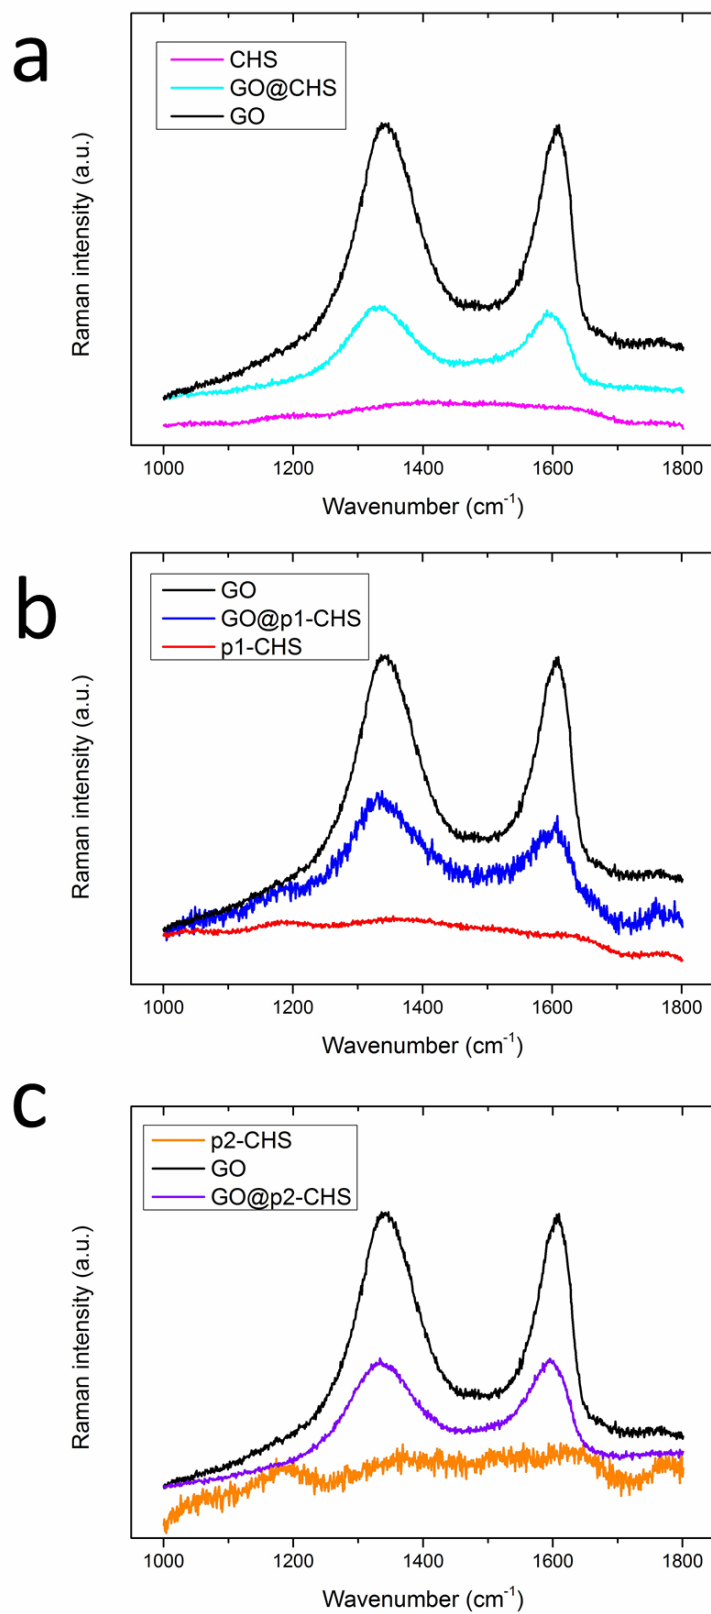 a
CHS
GO@CHS
GO
Raman intensity (a.u.)
1000 1200 1400 1600 1800
Wavenumber (cm⁻¹)
b
GO
GO@p1-CHS
p1-CHS
Raman intensity (a.u.)
1000 1200 1400 1600 1800
Wavenumber (cm⁻¹)
c
p2-CHS
GO
GO@p2-CHS
Raman intensity (a.u.)
1000 1200 1400 1600 1800
Wavenumber (cm⁻¹)